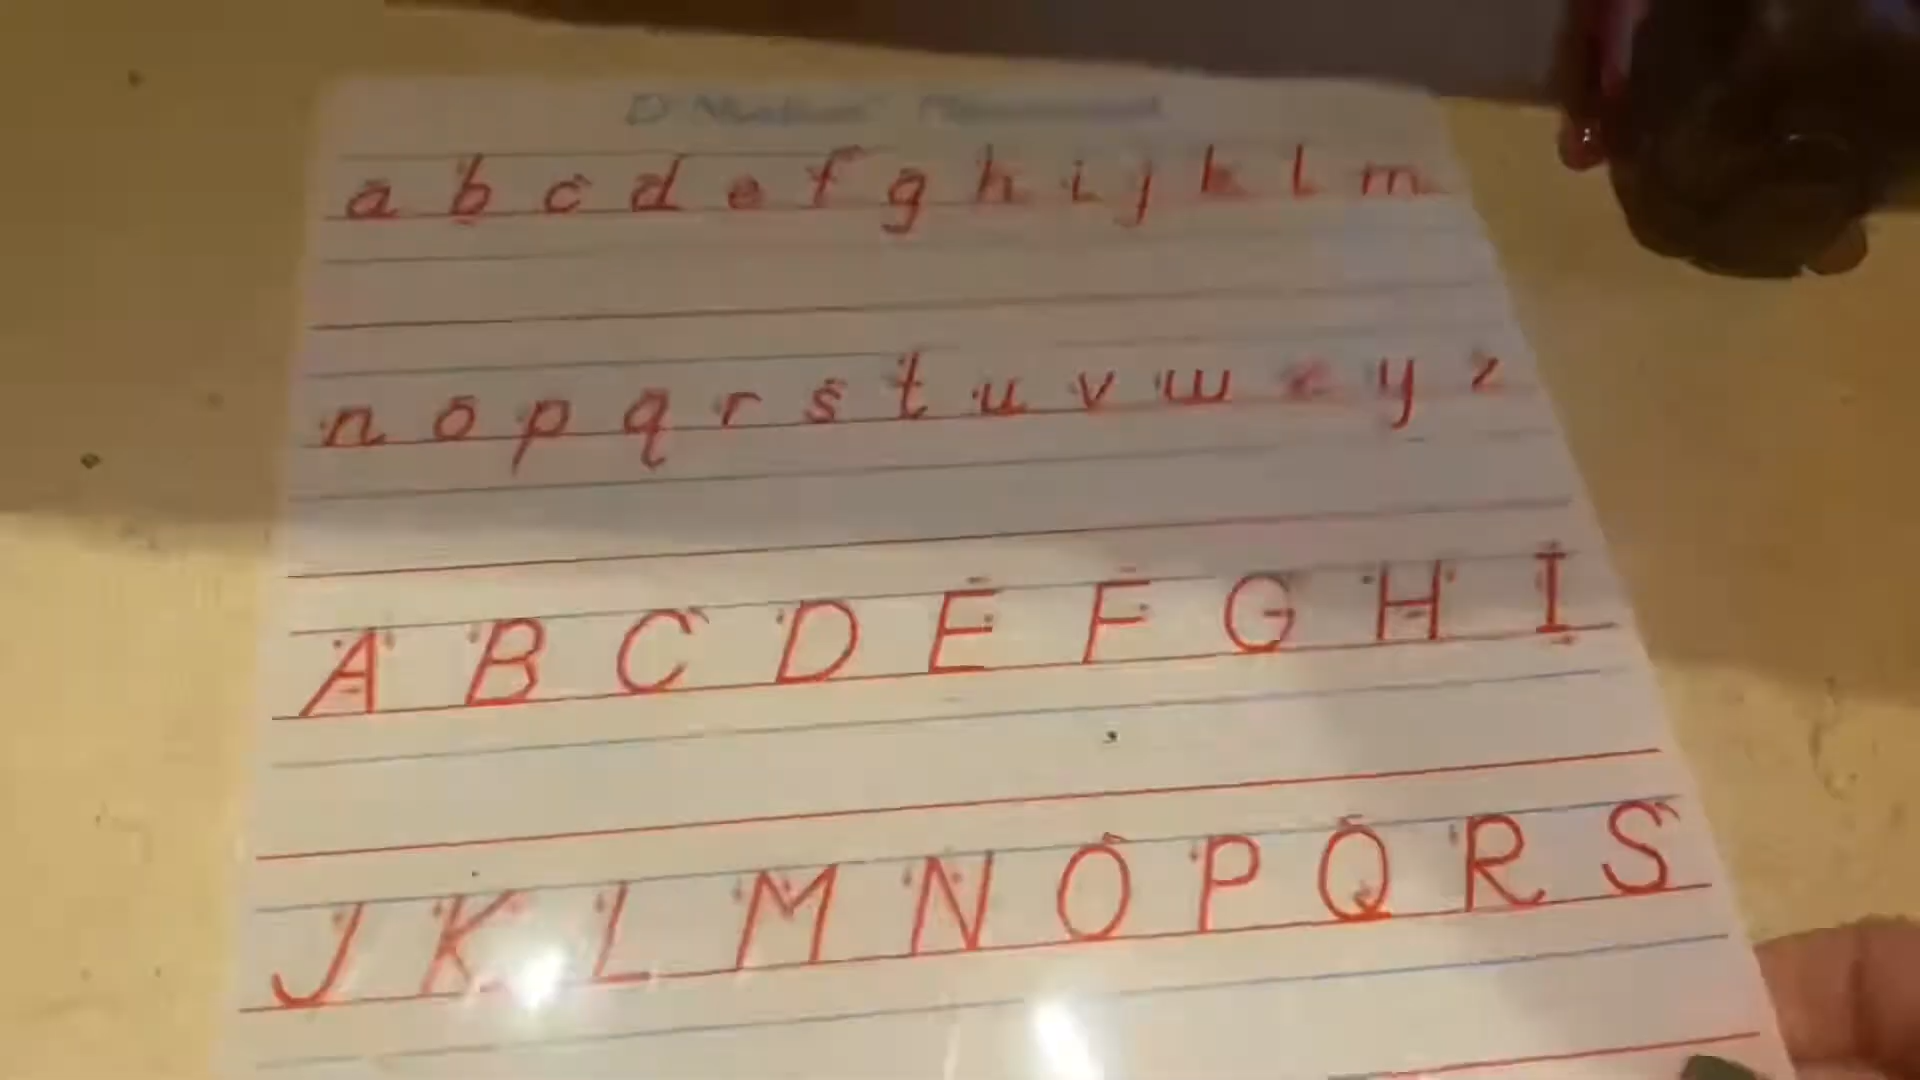 a b c d e f g h i j k l m
n o p q r s t u v w x y z
A B C D E F G H I
J K L M N O P Q R S